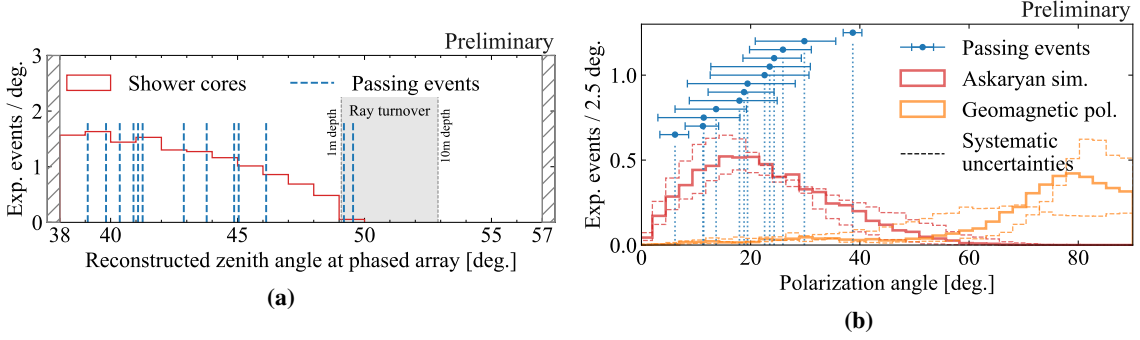 Preliminary
Exp. events / deg.
3
2
1
0
Shower cores
Passing events
Ray turnover
1m depth
10m depth
38
40
45
50
55
57
Reconstructed zenith angle at phased array [deg.]
(a)
Preliminary
Exp. events / 2.5 deg.
1.0
0.5
0.0
Passing events
Askaryan sim.
Geomagnetic pol.
Systematic
uncertainties
0
20
40
60
80
Polarization angle [deg.]
(b)